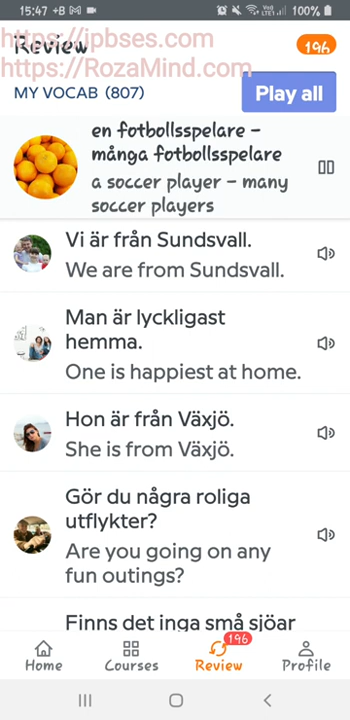 15:47 +B M
100%
https://jpbses.com
Review
196
https://RozaMind.com
MY VOCAB (807)
Play all
en fotbollsspelare –
många fotbollsspelare
a soccer player – many
soccer players
Vi är från Sundsvall.
We are from Sundsvall.
Man är lyckligast
hemma.
One is happiest at home.
Hon är från Växjö.
She is from Växjö.
Gör du några roliga
utflykter?
Are you going on any
fun outings?
Finns det inga små sjöar
196
Home
Courses
Review
Profile